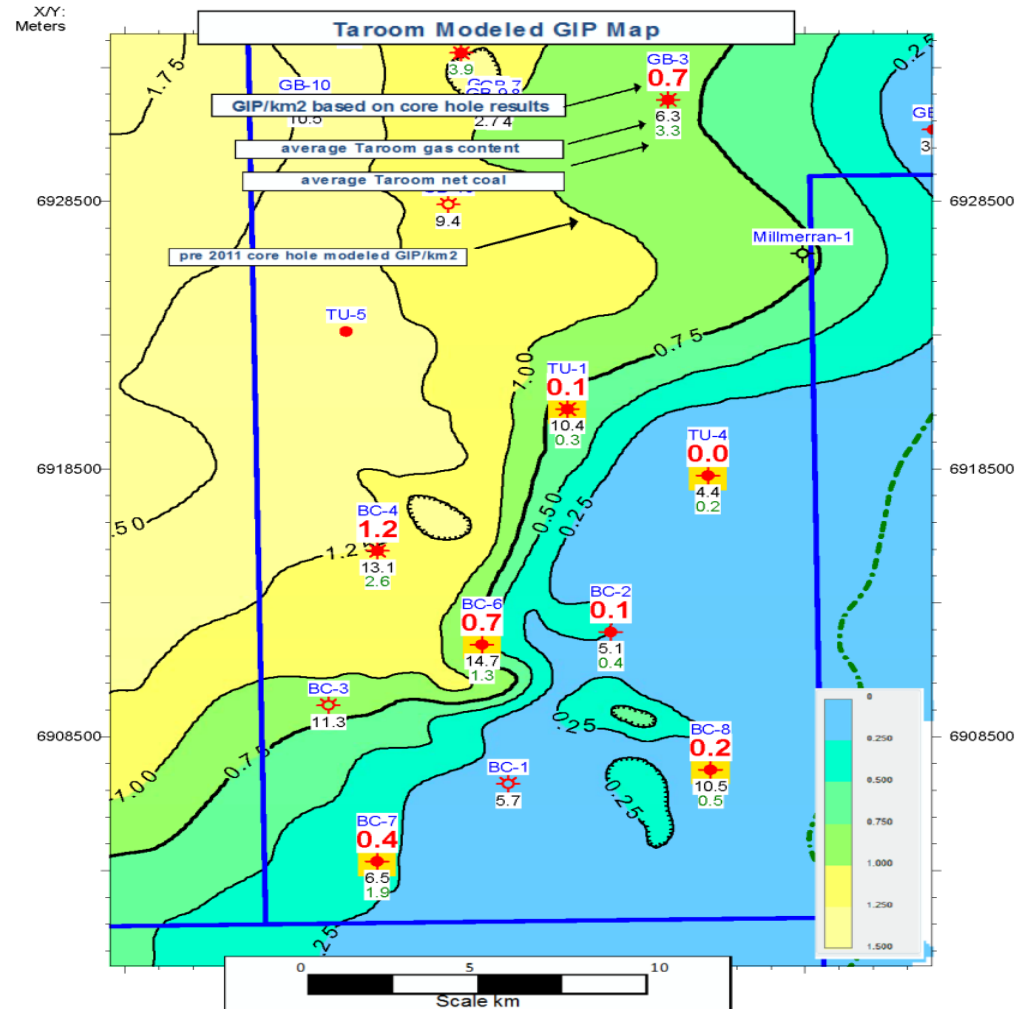 X/Y:
Meters
Taroom Modeled GIP Map
1.75
0.25
GB-10
10.5
3.9
2.74
GB-3
0.7
6.3
3.3
GIP/km2 based on core hole results
average Taroom gas content
average Taroom net coal
6928500
6928500
9.4
Millmerran-1
pre 2011 core hole modeled GIP/km2
TU-5
0.75
1.00
TU-1
0.1
10.4
0.3
TU-4
0.0
4.4
0.2
6918500
6918500
.50
0.50
0.25
BC-4
1.2
13.1
2.6
1.25
BC-6
0.7
14.7
1.3
BC-2
0.1
5.1
0.4
BC-3
11.3
0.25
BC-8
0.2
10.5
0.5
6908500
6908500
0.75
1.00
BC-1
5.7
0.25
BC-7
0.4
6.5
1.9
.25
0
0.250
0.500
0.750
1.000
1.250
1.500
0
5
10
Scale km